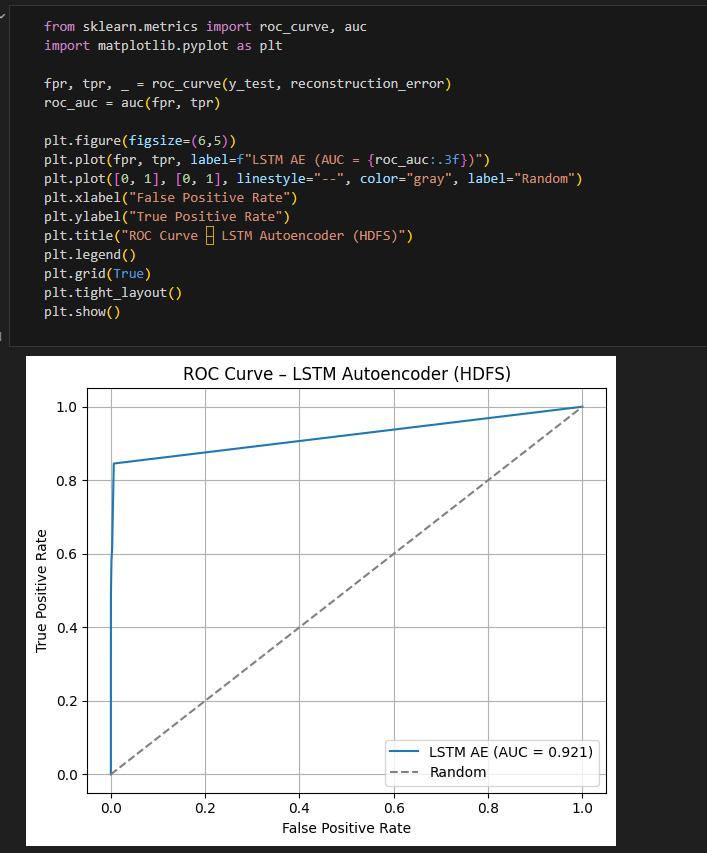 from sklearn.metrics import roc_curve, auc
import matplotlib.pyplot as plt
fpr, tpr, _ = roc_curve(y_test, reconstruction_error)
roc_auc = auc(fpr, tpr)
plt.figure(figsize=(6,5))
plt.plot(fpr, tpr, label=f"LSTM AE (AUC = {roc_auc:.3f})")
plt.plot([0, 1], [0, 1], linestyle="--", color="gray", label="Random")
plt.xlabel("False Positive Rate")
plt.ylabel("True Positive Rate")
plt.title("ROC Curve – LSTM Autoencoder (HDFS)")
plt.legend()
plt.grid(True)
plt.tight_layout()
plt.show()
ROC Curve – LSTM Autoencoder (HDFS)
1.0
0.8
0.6
0.4
0.2
0.0
True Positive Rate
LSTM AE (AUC = 0.921)
Random
0.0 0.2 0.4 0.6 0.8 1.0
False Positive Rate